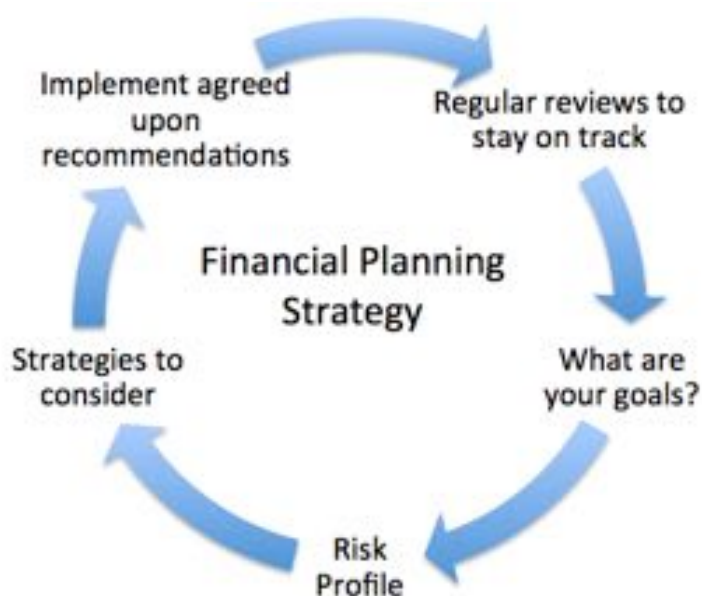 Implement agreed
upon
recommendations
Regular reviews to
stay on track
Financial Planning
Strategy
Strategies to
consider
What are
your goals?
Risk
Profile